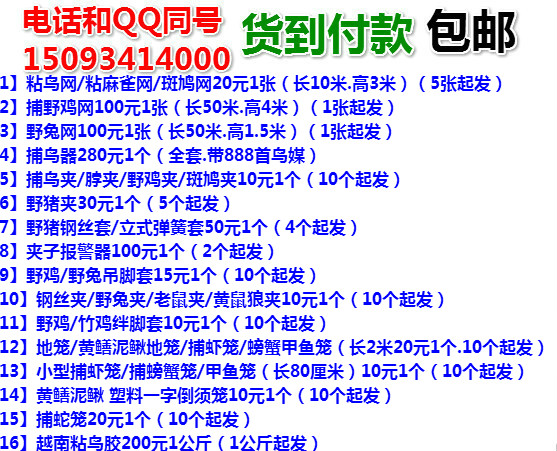 电话和QQ同号
15093414000
货到付款 包邮
1】粘鸟网/粘麻雀网/斑鸠网20元1张（长10米.高3米）（5张起发）
2】捕野鸡网100元1张（长50米.高4米）（1张起发）
3】野兔网100元1张（长50米.高1.5米）（1张起发）
4】捕鸟器280元1个（全套.带888首鸟媒）
5】捕鸟夹/脖夹/野鸡夹/斑鸠夹10元1个（10个起发）
6】野猪夹30元1个（5个起发）
7】野猪钢丝套/立式弹簧套50元1个（4个起发）
8】夹子报警器100元1个（2个起发）
9】野鸡/野兔吊脚套15元1个（10个起发）
10】钢丝夹/野兔夹/老鼠夹/黄鼠狼夹10元1个（10个起发）
11】野鸡/竹鸡绊脚套10元1个（10个起发）
12】地笼/黄鳝泥鳅地笼/捕虾笼/螃蟹甲鱼笼（长2米20元1个.10个起发）
13】小型捕虾笼/捕螃蟹笼/甲鱼笼（长80厘米）10元1个（10个起发）
14】黄鳝泥鳅 塑料一字倒须笼10元1个（10个起发）
15】捕蛇笼20元1个（10个起发）
16】越南粘鸟胶200元1公斤（1公斤起发）